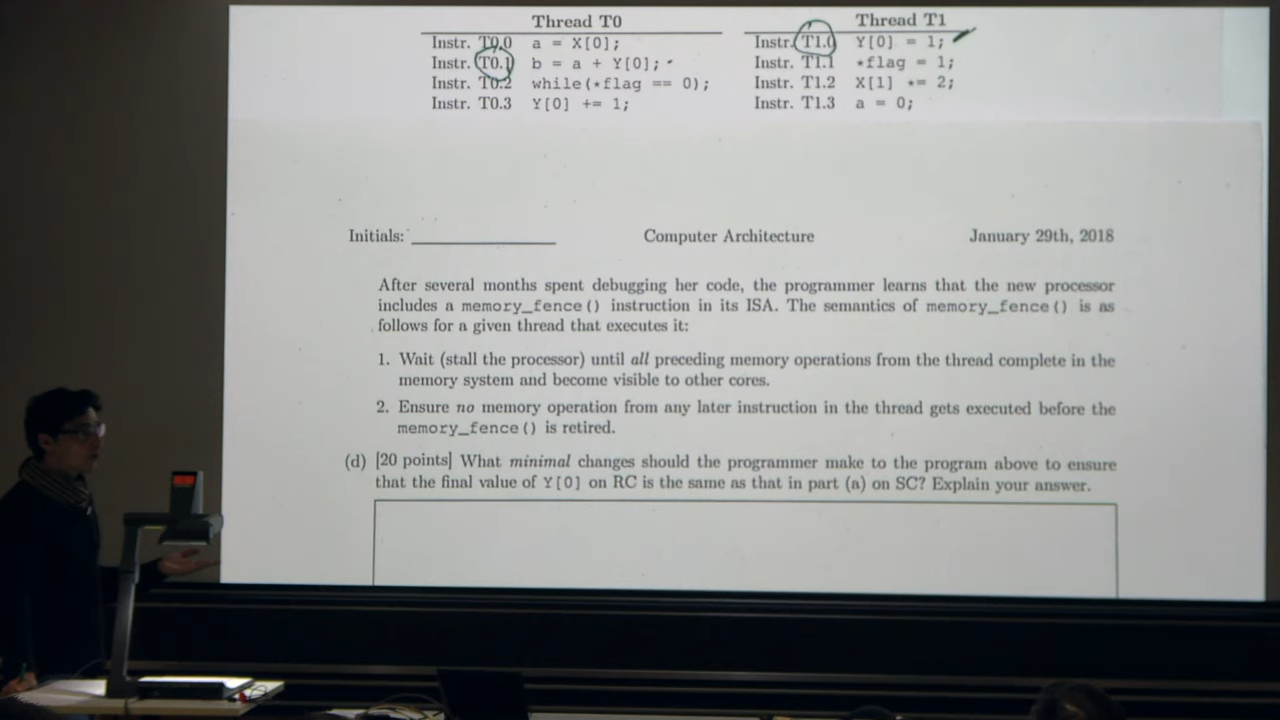 Thread T0 Thread T1
Instr. T0.0 a = X[0]; Instr. T1.0 Y[0] = 1;
Instr. T0.1 b = a + Y[0]; Instr. T1.1 *flag = 1;
Instr. T0.2 while(*flag == 0); Instr. T1.2 X[1] *= 2;
Instr. T0.3 Y[0] += 1; Instr. T1.3 a = 0;
Initials: Computer Architecture January 29th, 2018
After several months spent debugging her code, the programmer learns that the new processor
includes a memory_fence() instruction in its ISA. The semantics of memory_fence() is as
follows for a given thread that executes it:
1. Wait (stall the processor) until all preceding memory operations from the thread complete in the
memory system and become visible to other cores.
2. Ensure no memory operation from any later instruction in the thread gets executed before the
memory_fence() is retired.
(d) [20 points] What minimal changes should the programmer make to the program above to ensure
that the final value of Y[0] on RC is the same as that in part (a) on SC? Explain your answer.